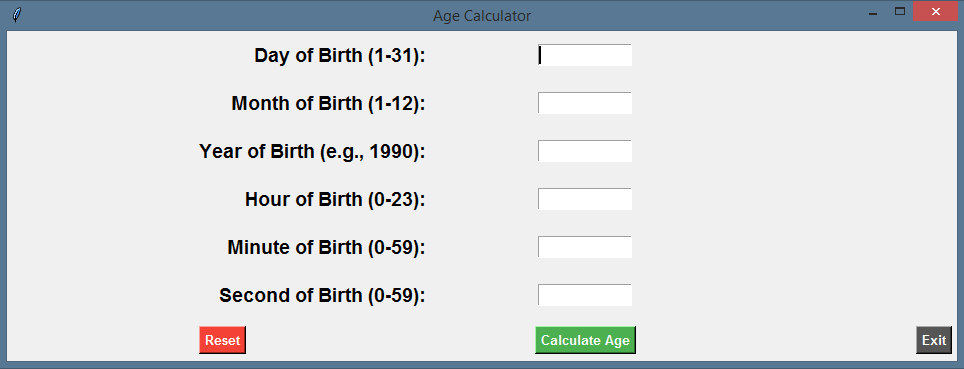 Age Calculator
Day of Birth (1-31):
Month of Birth (1-12):
Year of Birth (e.g., 1990):
Hour of Birth (0-23):
Minute of Birth (0-59):
Second of Birth (0-59):
Reset Calculate Age Exit